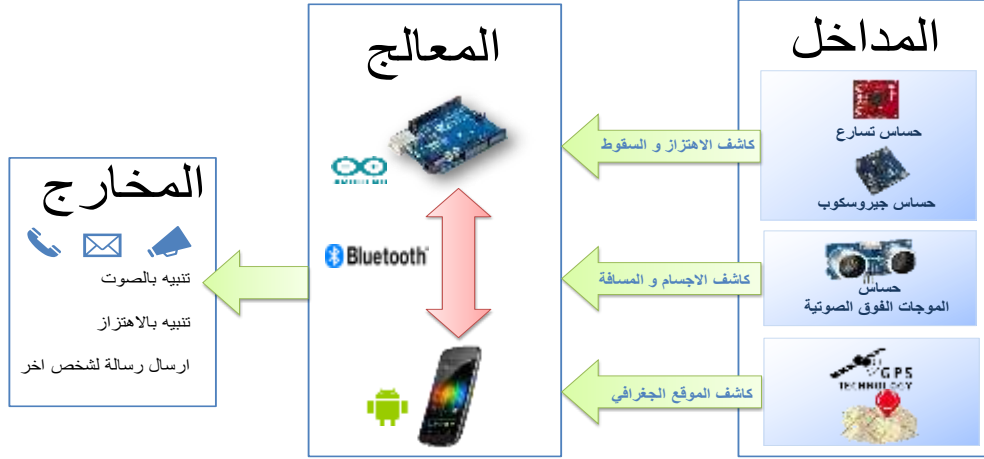 المداخل
حساس تسارع
حساس جيروسكوب
حساس
الموجات الفوق الصوتية
GPS
TECHNOLOGY
كاشف الاهتزاز و السقوط
كاشف الاجسام و المسافة
كاشف الموقع الجغرافي
المعالج
ARDUINO
Bluetooth
المخارج
تنبيه بالصوت
تنبيه بالاهتزاز
ارسال رسالة لشخص اخر